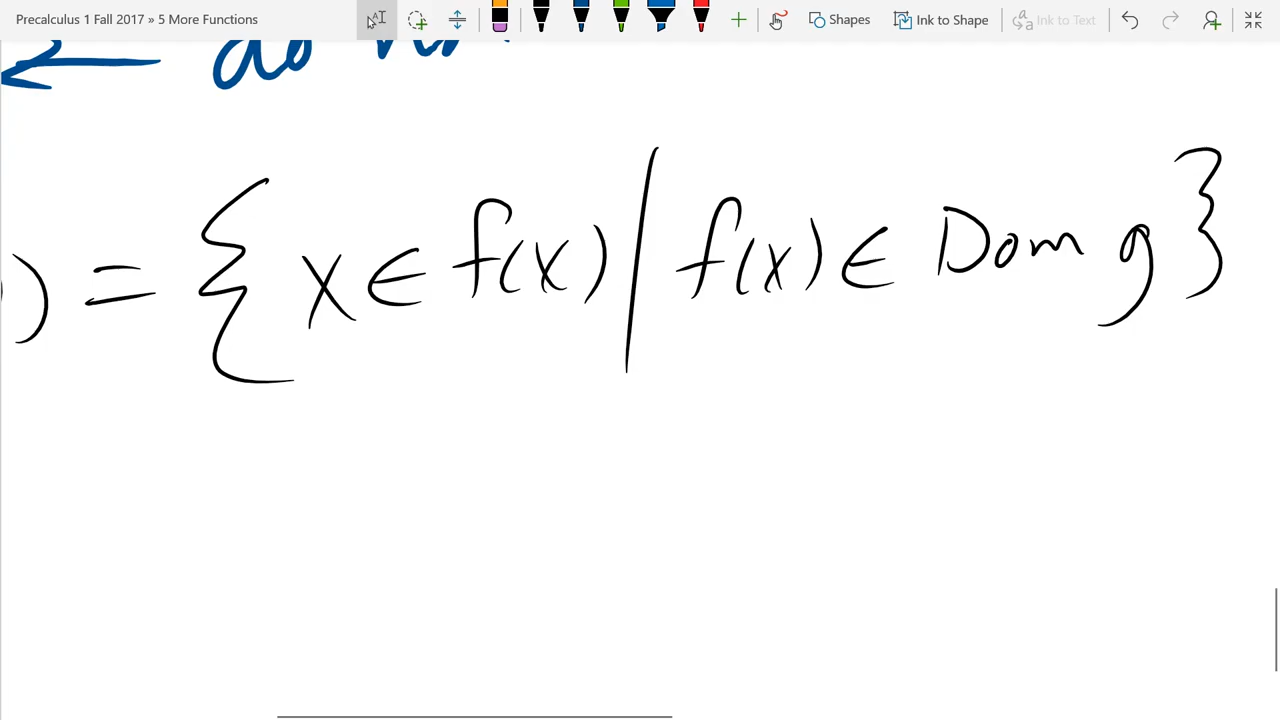 Precalculus 1 Fall 2017 » 5 More Functions
Shapes
Ink to Shape
Ink to Text
) = { x ∈ f(x) | f(x) ∈ Dom g }